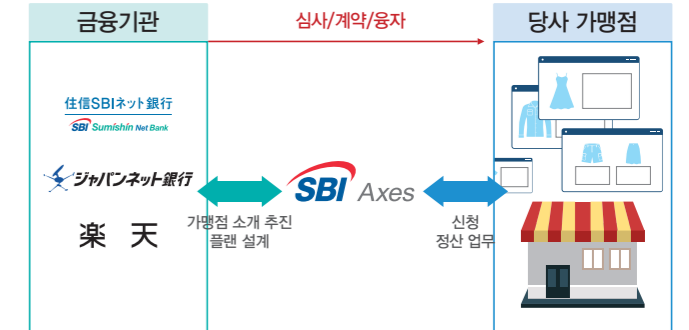 금융기관
심사/계약/융자
당사 가맹점
住信SBIネット銀行
SBI Sumishin Net Bank
ジャパンネット銀行
楽 天
SBI Axes
가맹점 소개 추진
플랜 설계
신청
정산 업무